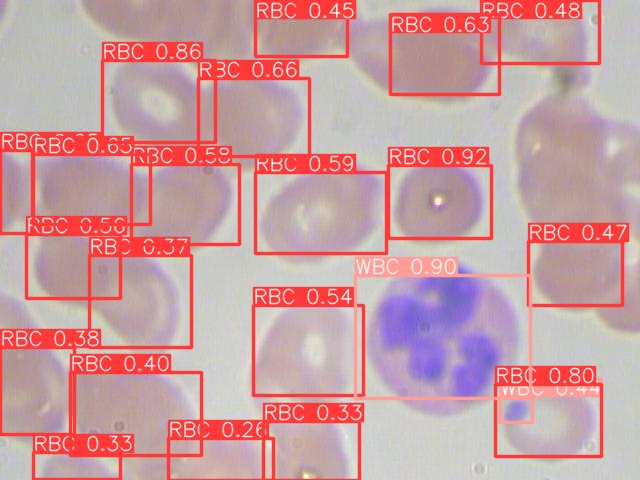 RBC 0.45
RBC 0.48
RBC 0.63
RBC 0.86
RBC 0.66
RBC 0.65
RBC 0.58
RBC 0.59
RBC 0.92
RBC 0.56
RBC 0.37
RBC 0.47
WBC 0.90
RBC 0.54
RBC 0.38
RBC 0.40
RBC 0.80
WBC 0.44
RBC 0.33
RBC 0.26
RBC 0.33